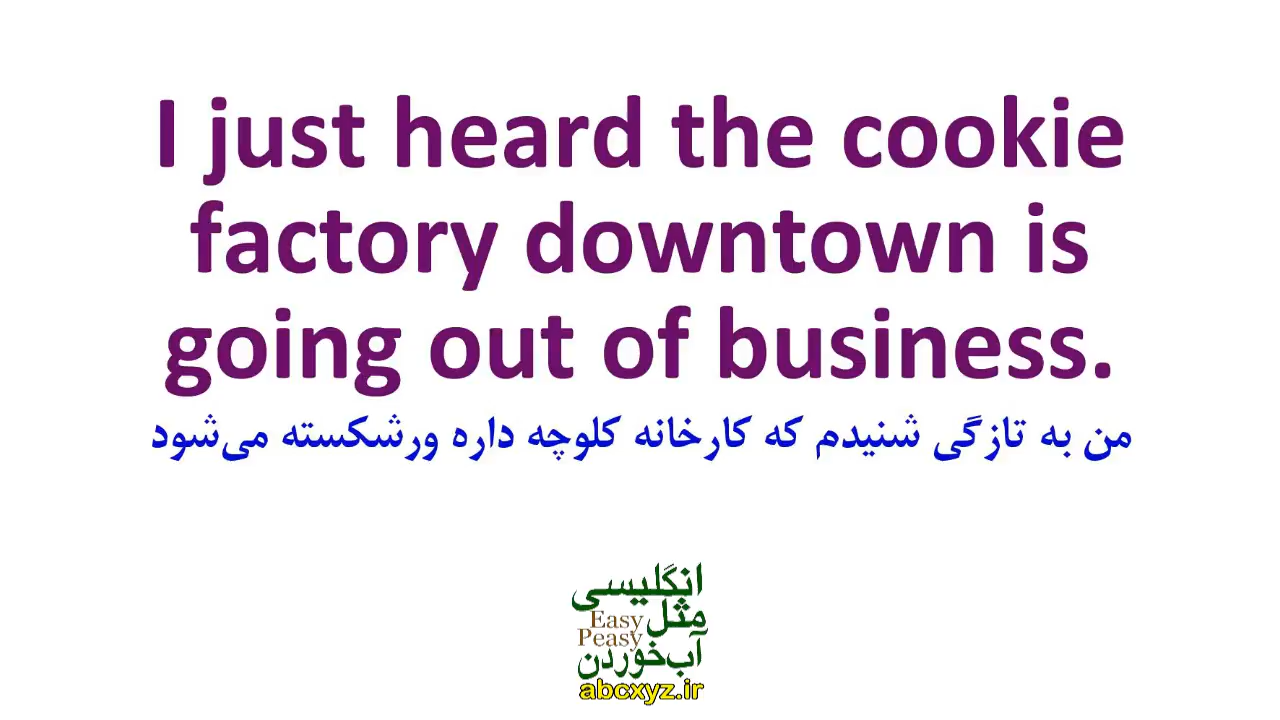 I just heard the cookie
factory downtown is
going out of business.
من به تازگی شنیدم که کارخانه کلوچه داره ورشکسته می‌شود
انگلیسی
مثل
Easy
Peasy
آب‌خوردن
abcxyz.ir